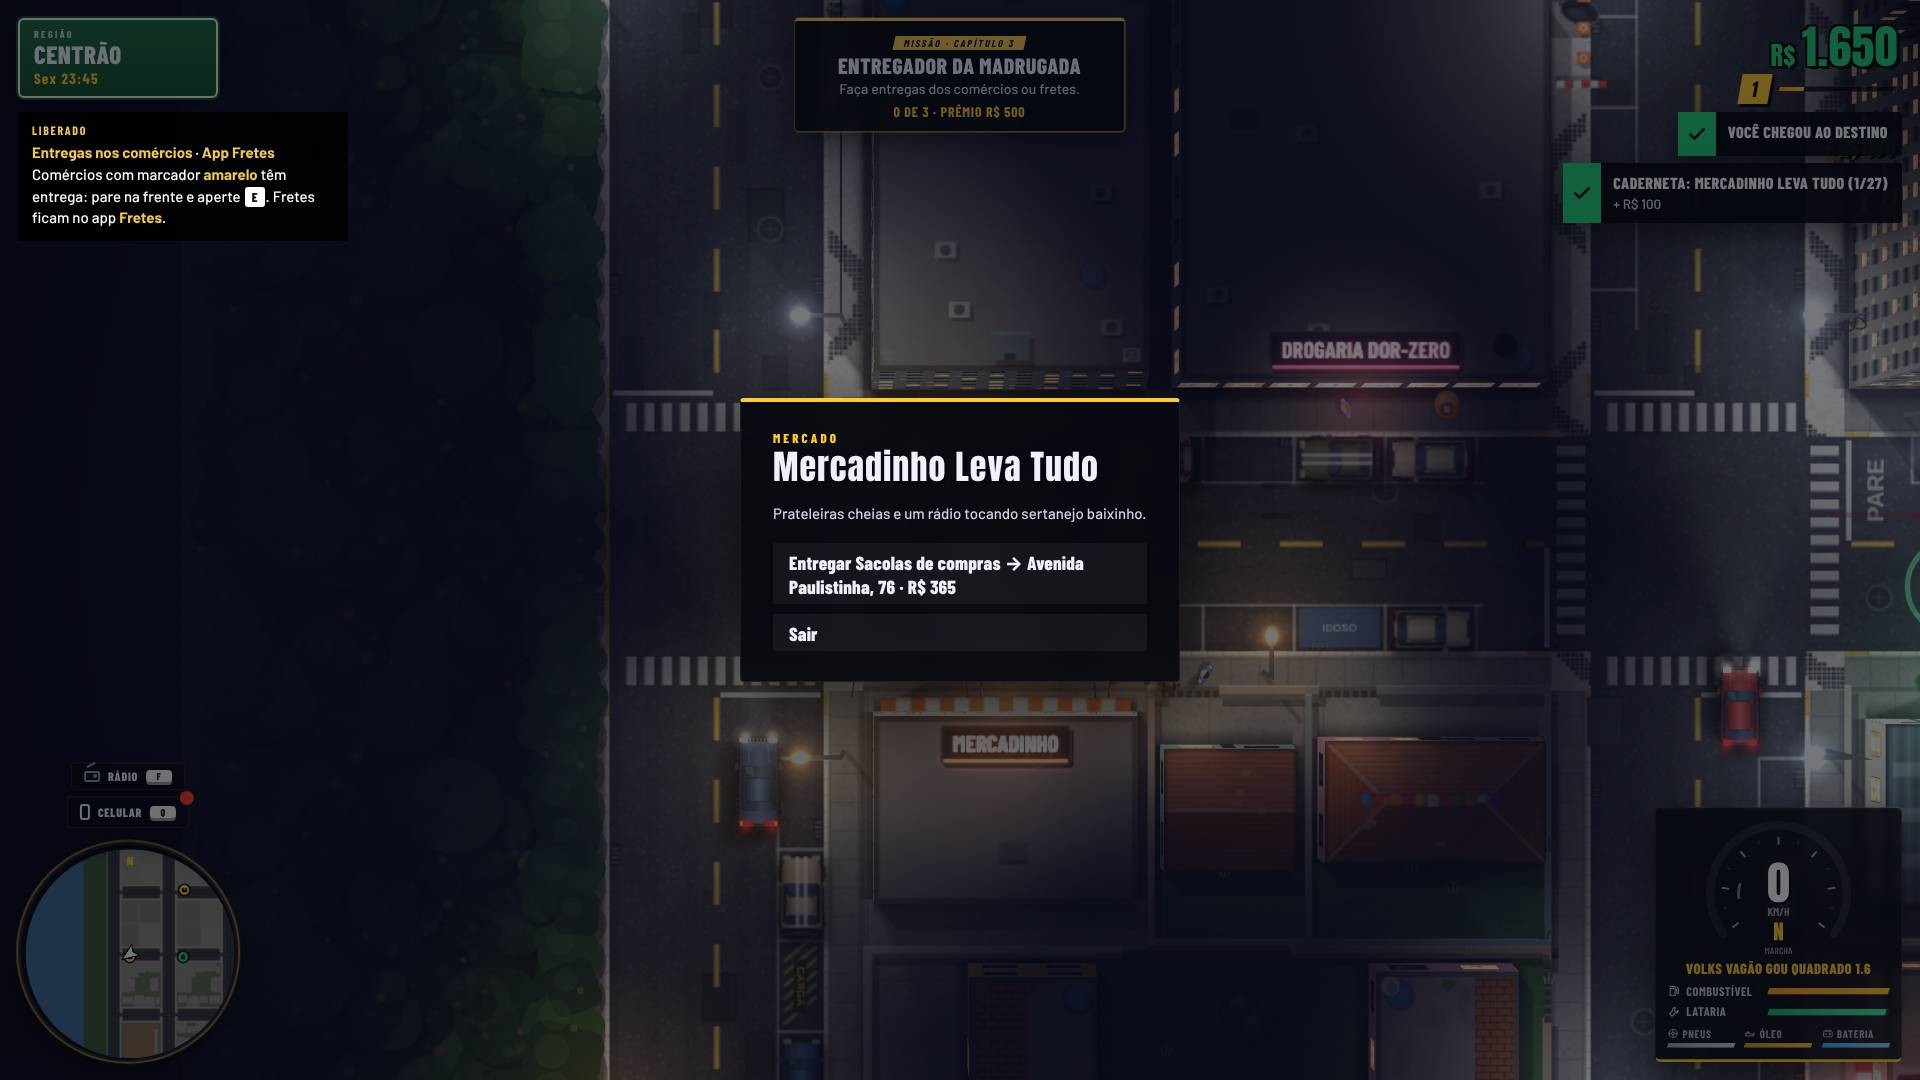 REGIÃO
CENTRÃO
Sex 23:45
LIBERADO
Entregas nos comércios · App Fretes
Comércios com marcador amarelo têm
entrega: pare na frente e aperte E. Fretes
ficam no app Fretes.
MISSÃO · CAPÍTULO 3
ENTREGADOR DA MADRUGADA
Faça entregas dos comércios ou fretes.
0 DE 3 · PRÊMIO R$ 500
R$ 1.650
1
VOCÊ CHEGOU AO DESTINO
CADERNETA: MERCADINHO LEVA TUDO (1/27)
+ R$ 100
DROGARIA DOR-ZERO
MERCADO
Mercadinho Leva Tudo
Prateleiras cheias e um rádio tocando sertanejo baixinho.
Entregar Sacolas de compras → Avenida
Paulistinha, 76 · R$ 365
Sair
PARE
IDOSO
MERCADINHO
CARGA
RÁDIO F
CELULAR O
N
0
KM/H
N
MARCHA
VOLKS VAGÃO GOU QUADRADO 1.6
COMBUSTÍVEL
LATARIA
PNEUS
ÓLEO
BATERIA